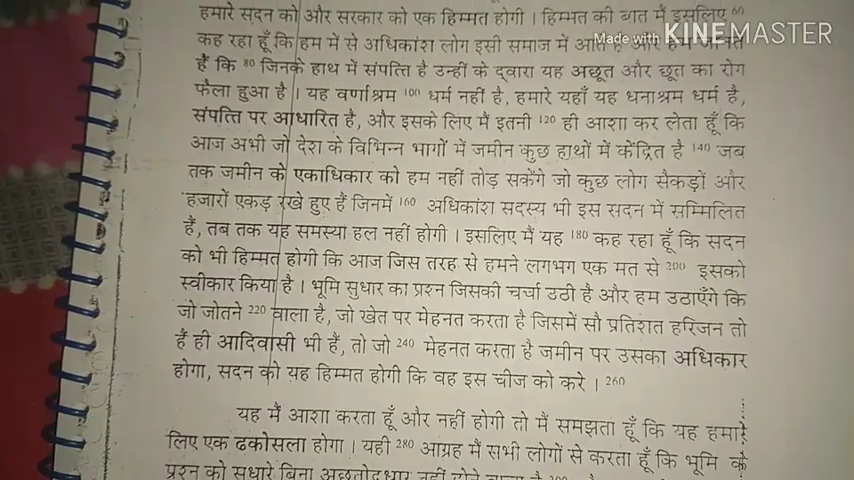 हमारे सदन को और सरकार को एक हिम्मत होगी । हिम्मत की बात मैं इसलिए 60
Made with KINEMASTER
कह रहा हूँ कि हम में से अधिकांश लोग इसी समाज में आते हैं और हम जानते
हैं कि 80 जिनके हाथ में संपत्ति है उन्हीं के द्वारा यह अछूत और छूत का रोग
फैला हुआ है । यह वर्णाश्रम 100 धर्म नहीं है, हमारे यहाँ यह धनाश्रम धर्म है,
संपत्ति पर आधारित है, और इसके लिए मैं इतनी 120 ही आशा कर लेता हूँ कि
आज अभी जो देश के विभिन्न भागों में जमीन कुछ हाथों में केंद्रित है 140 जब
तक जमीन के एकाधिकार को हम नहीं तोड़ सकेंगे जो कुछ लोग सैकड़ों और
हजारों एकड़ रखे हुए हैं जिनमें 160 अधिकांश सदस्य भी इस सदन में सम्मिलित
हैं, तब तक यह समस्या हल नहीं होगी । इसलिए मैं यह 180 कह रहा हूँ कि सदन
को भी हिम्मत होगी कि आज जिस तरह से हमने लगभग एक मत से 200 इसको
स्वीकार किया है । भूमि सुधार का प्रश्न जिसकी चर्चा उठी है और हम उठाएँगे कि
जो जोतने 220 वाला है, जो खेत पर मेहनत करता है जिसमें सौ प्रतिशत हरिजन तो
हैं ही आदिवासी भी हैं, तो जो 240 मेहनत करता है जमीन पर उसका अधिकार
होगा, सदन को यह हिम्मत होगी कि वह इस चीज को करे । 260
यह मैं आशा करता हूँ और नहीं होगी तो मैं समझता हूँ कि यह हमारे
लिए एक ढकोसला होगा । यही 280 आग्रह मैं सभी लोगों से करता हूँ कि भूमि के
प्रश्न को सुधारे बिना अछूतोद्धार नहीं होने वाला है